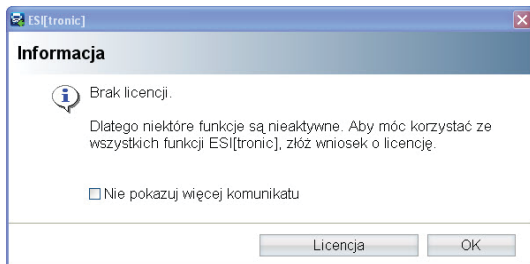 ESI[tronic]
Informacja
Brak licencji.
Dlatego niektóre funkcje są nieaktywne. Aby móc korzystać ze
wszystkich funkcji ESI[tronic], złóż wniosek o licencję.
Nie pokazuj więcej komunikatu
Licencja OK